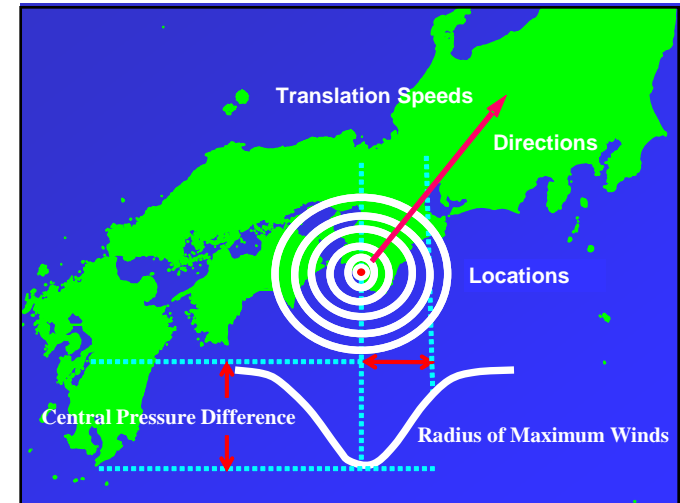 Translation Speeds
Directions
Locations
Central Pressure Difference
Radius of Maximum Winds